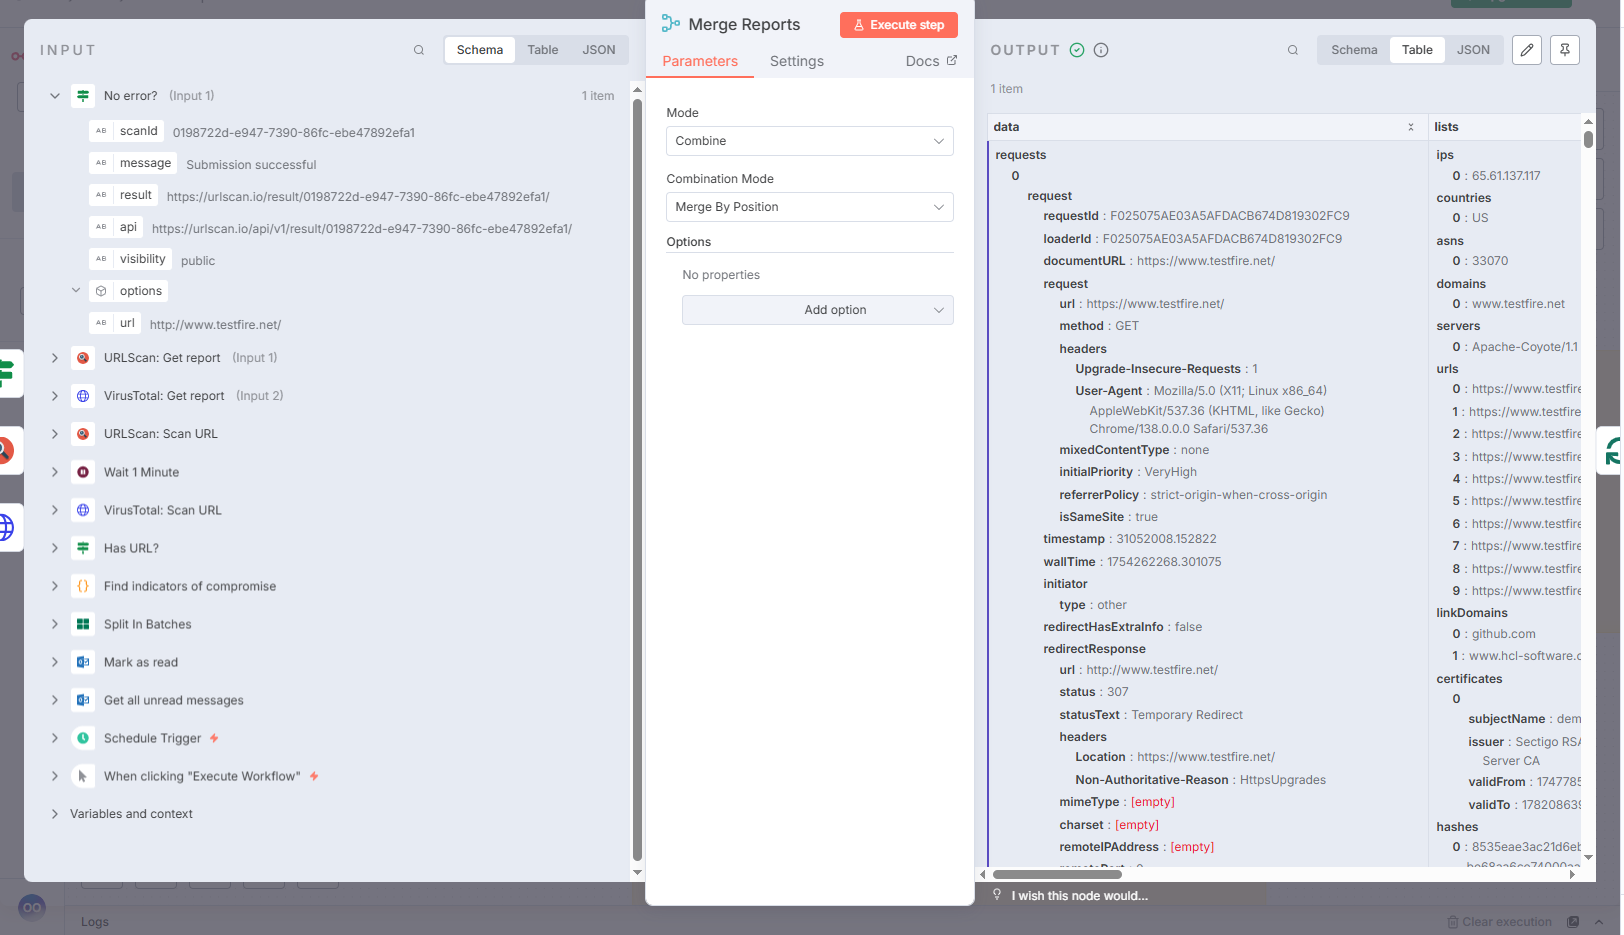 INPUT
Schema
Table
JSON
No error? (Input 1)
1 item
AB scanId 0198722d-e947-7390-86fc-ebe47892efa1
AB message Submission successful
AB result https://urlscan.io/result/0198722d-e947-7390-86fc-ebe47892efa1/
AB api https://urlscan.io/api/v1/result/0198722d-e947-7390-86fc-ebe47892efa1/
AB visibility public
options
AB url http://www.testfire.net/
URLScan: Get report (Input 1)
VirusTotal: Get report (Input 2)
URLScan: Scan URL
Wait 1 Minute
VirusTotal: Scan URL
Has URL?
Find indicators of compromise
Split In Batches
Mark as read
Get all unread messages
Schedule Trigger
When clicking "Execute Workflow"
Variables and context
Logs
Merge Reports
Execute step
Parameters
Settings
Docs
Mode
Combine
Combination Mode
Merge By Position
Options
No properties
Add option
OUTPUT
Schema
Table
JSON
1 item
data
requests
0
request
requestId : F025075AE03A5AFDACB674D819302FC9
loaderId : F025075AE03A5AFDACB674D819302FC9
documentURL : https://www.testfire.net/
request
url : https://www.testfire.net/
method : GET
headers
Upgrade-Insecure-Requests : 1
User-Agent : Mozilla/5.0 (X11; Linux x86_64)
AppleWebKit/537.36 (KHTML, like Gecko)
Chrome/138.0.0.0 Safari/537.36
mixedContentType : none
initialPriority : VeryHigh
referrerPolicy : strict-origin-when-cross-origin
isSameSite : true
timestamp : 31052008.152822
wallTime : 1754262268.301075
initiator
type : other
redirectHasExtraInfo : false
redirectResponse
url : http://www.testfire.net/
status : 307
statusText : Temporary Redirect
headers
Location : https://www.testfire.net/
Non-Authoritative-Reason : HttpsUpgrades
mimeType : [empty]
charset : [empty]
remoteIPAddress : [empty]
lists
ips
0 : 65.61.137.117
countries
0 : US
asns
0 : 33070
domains
0 : www.testfire.net
servers
0 : Apache-Coyote/1.1
urls
0 : https://www.testfire
1 : https://www.testfire
2 : https://www.testfire
3 : https://www.testfire
4 : https://www.testfire
5 : https://www.testfire
6 : https://www.testfire
7 : https://www.testfire
8 : https://www.testfire
9 : https://www.testfire
linkDomains
0 : github.com
1 : www.hcl-software.c
certificates
0
subjectName : dem
issuer : Sectigo RSA
Server CA
validFrom : 1747785
validTo : 178208639
hashes
0 : 8535eae3ac21d6eb
I wish this node would...
Clear execution